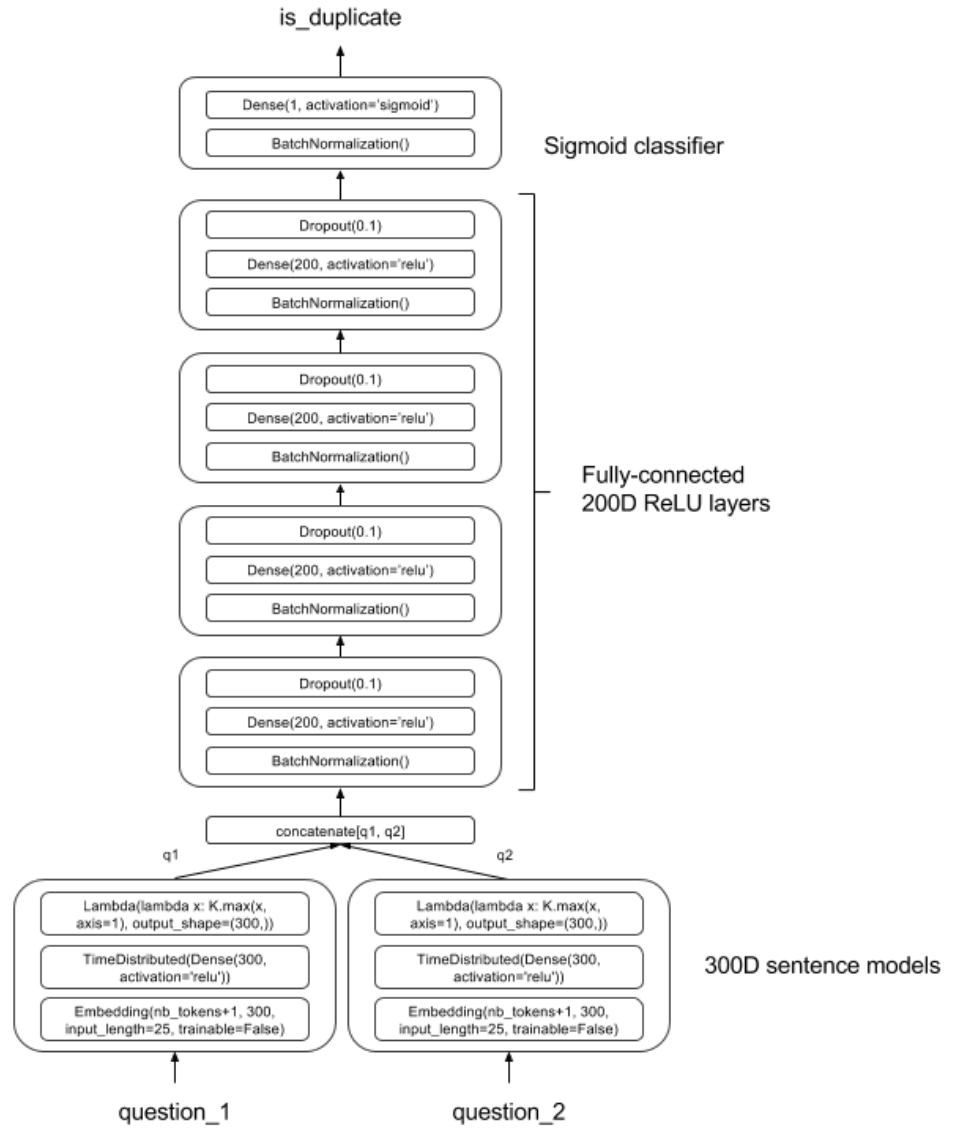 is_duplicate
Dense(1, activation='sigmoid')
BatchNormalization()
Sigmoid classifier
Dropout(0.1)
Dense(200, activation='relu')
BatchNormalization()
Dropout(0.1)
Dense(200, activation='relu')
BatchNormalization()
Fully-connected
200D ReLU layers
Dropout(0.1)
Dense(200, activation='relu')
BatchNormalization()
Dropout(0.1)
Dense(200, activation='relu')
BatchNormalization()
concatenate[q1, q2]
q1
q2
Lambda(lambda x: K.max(x,
axis=1), output_shape=(300,))
TimeDistributed(Dense(300,
activation='relu'))
Embedding(nb_tokens+1, 300,
input_length=25, trainable=False)
Lambda(lambda x: K.max(x,
axis=1), output_shape=(300,))
TimeDistributed(Dense(300,
activation='relu'))
Embedding(nb_tokens+1, 300,
input_length=25, trainable=False)
300D sentence models
question_1
question_2